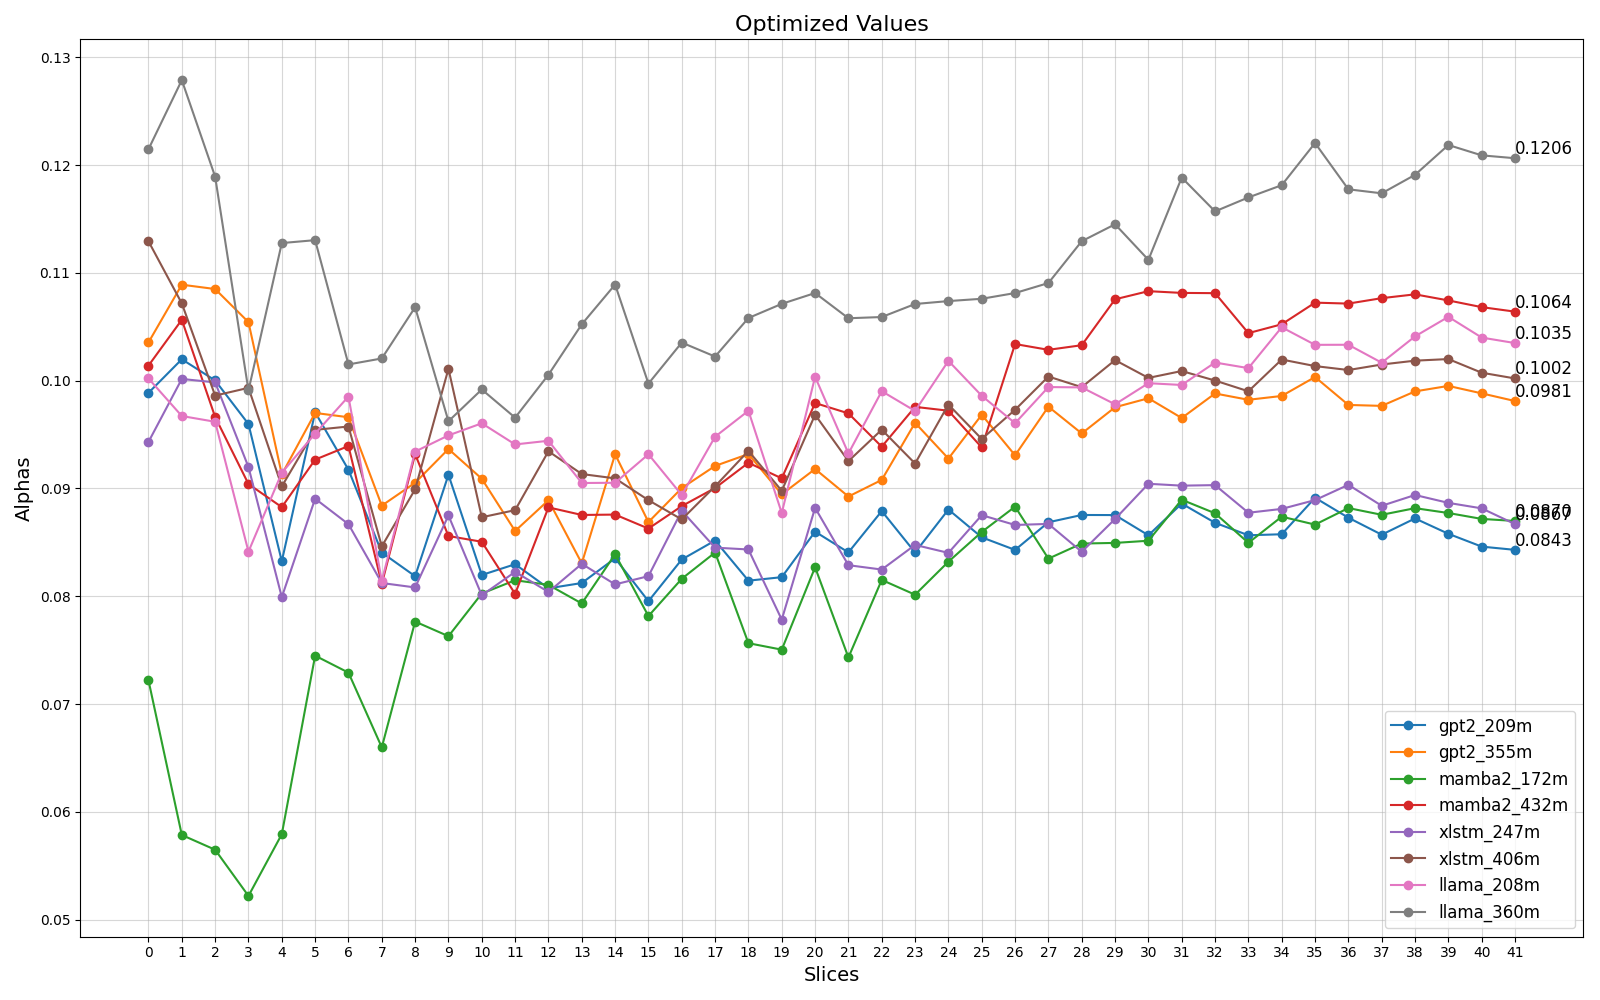 Optimized Values
Alphas
0.13
0.12
0.11
0.10
0.09
0.08
0.07
0.06
0.05
0.1206
0.1064
0.1035
0.1002
0.0981
0.0870
0.0867
0.0843
gpt2_209m
gpt2_355m
mamba2_172m
mamba2_432m
xlstm_247m
xlstm_406m
llama_208m
llama_360m
0 1 2 3 4 5 6 7 8 9 10 11 12 13 14 15 16 17 18 19 20 21 22 23 24 25 26 27 28 29 30 31 32 33 34 35 36 37 38 39 40 41
Slices